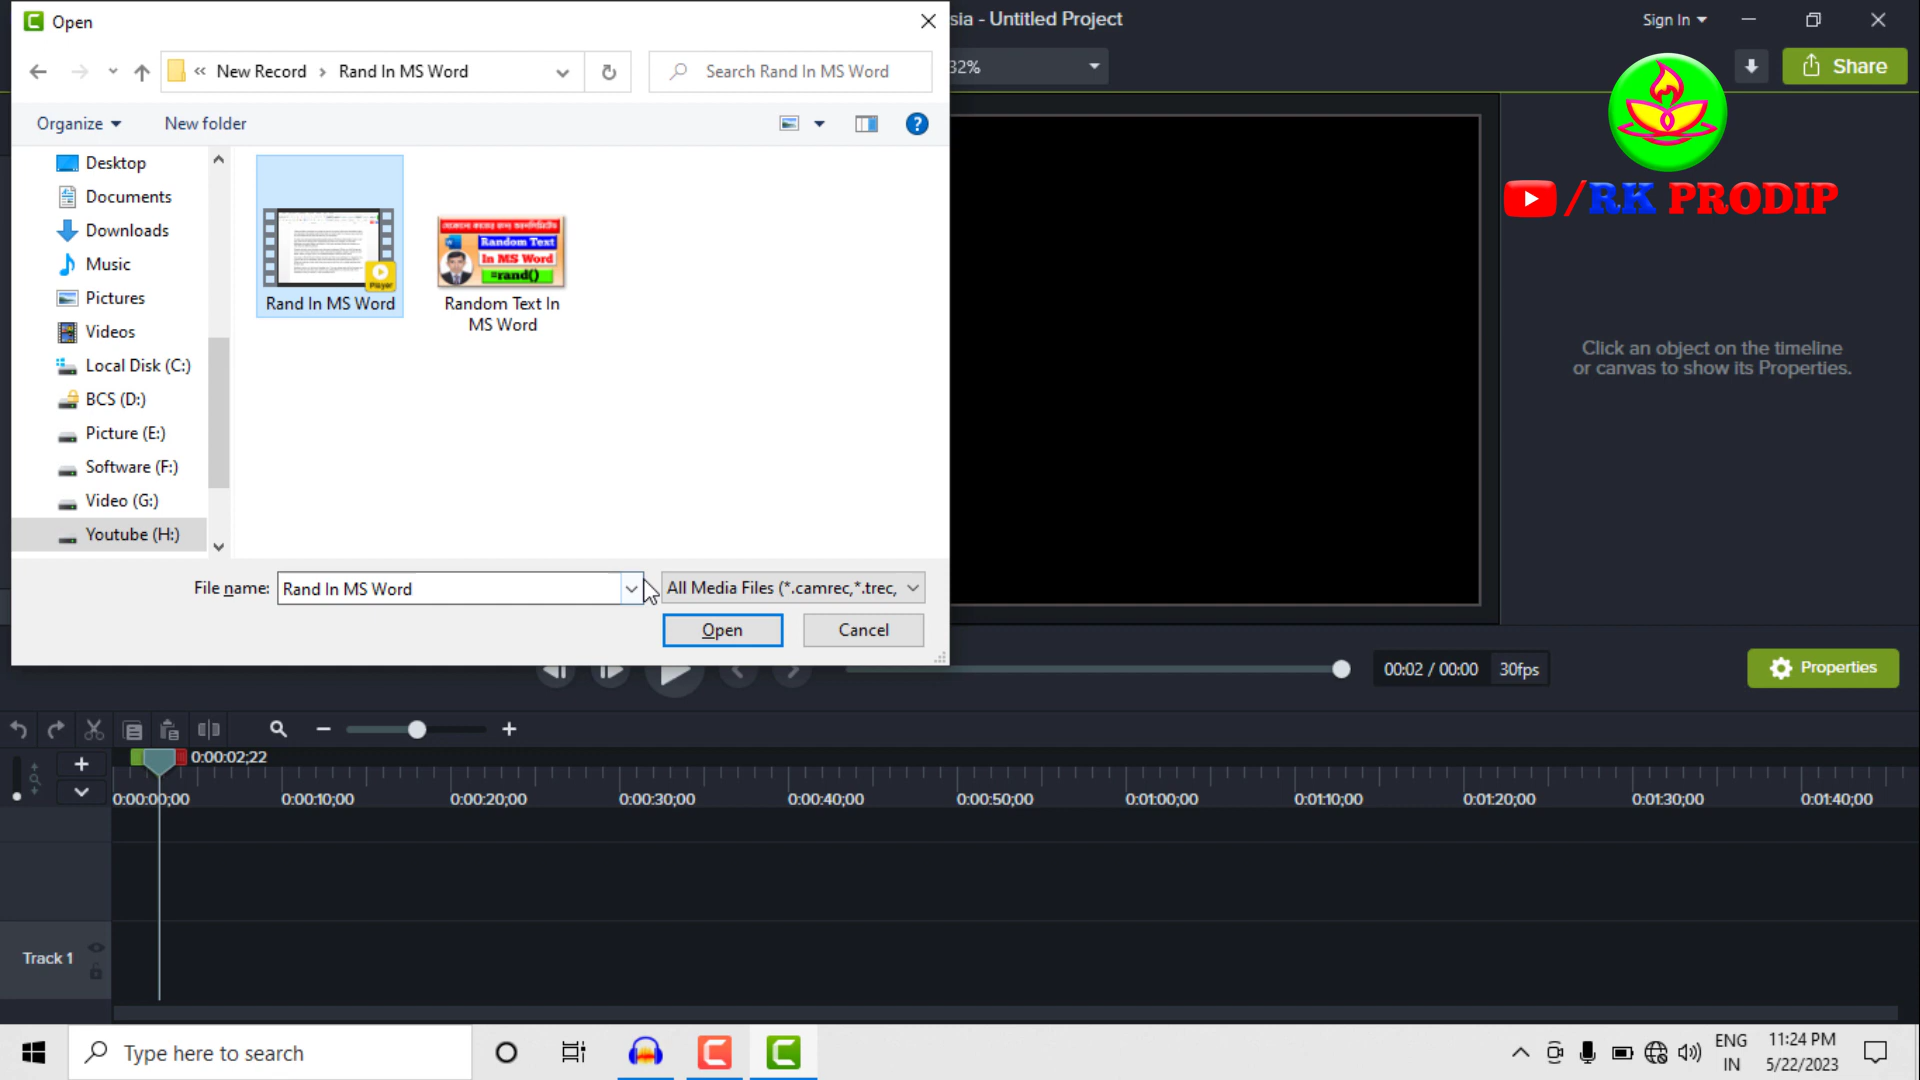 Open
sia - Untitled Project
Sign In
« New Record › Rand In MS Word
Search Rand In MS Word
32%
Share
Organize
New folder
/RK PRODIP
Desktop
Documents
Downloads
Music
Pictures
Videos
Local Disk (C:)
BCS (D:)
Picture (E:)
Software (F:)
Video (G:)
Youtube (H:)
Player
Rand In MS Word
Random Text
In MS Word
=rand()
Random Text In
MS Word
Click an object on the timeline
or canvas to show its Properties.
File name:
Rand In MS Word
All Media Files (*.camrec,*.trec,
Open
Cancel
00:02 / 00:00
30fps
Properties
0:00:02;22
0:00:00;00
0:00:10;00
0:00:20;00
0:00:30;00
0:00:40;00
0:00:50;00
0:01:00;00
0:01:10;00
0:01:20;00
0:01:30;00
0:01:40;00
Track 1
Type here to search
ENG
IN
11:24 PM
5/22/2023